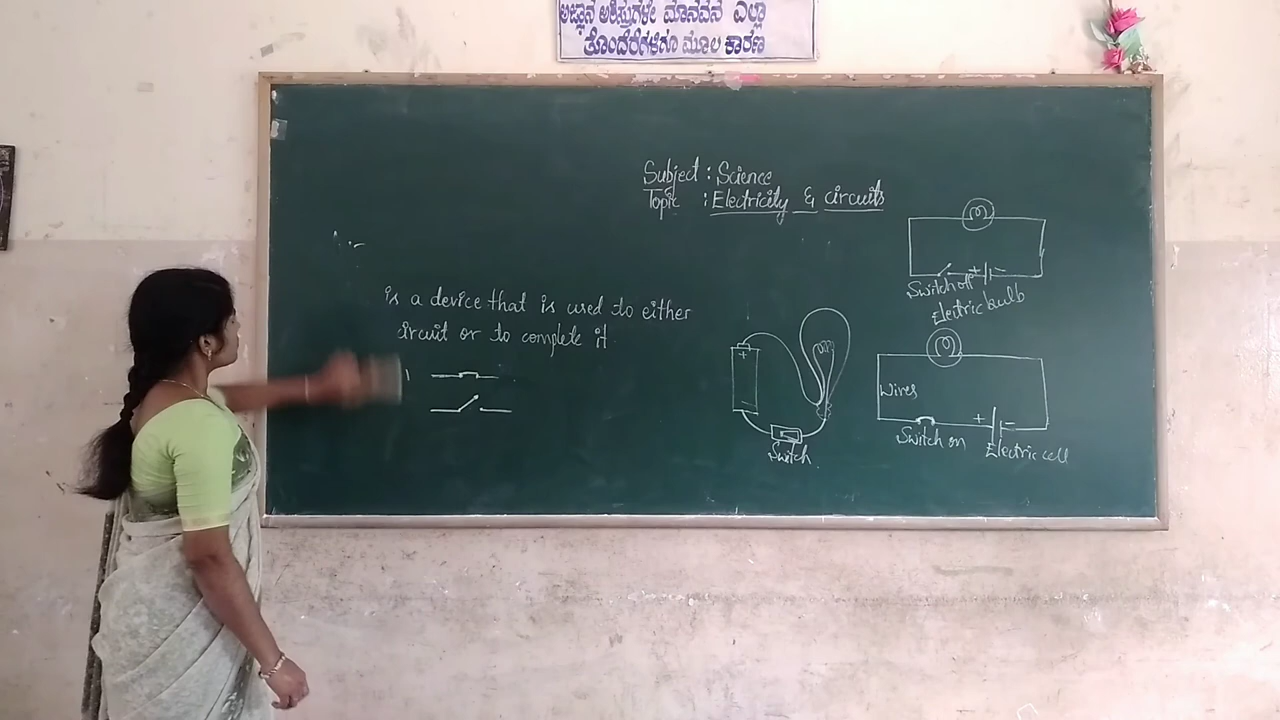 ಅಜ್ಞಾನ ಅಶಿಸ್ತುಗಳೇ ಮಾನವನ ಎಲ್ಲಾ
ತೊಂದರೆಗಳಿಗೂ ಮೂಲ ಕಾರಣ
Subject : Science
Topic : Electricity & circuits
is a device that is used to either
circuit or to complete it.
Switch off
Electric bulb
Wires
Switch on
Electric cell
+
+
+
Switch